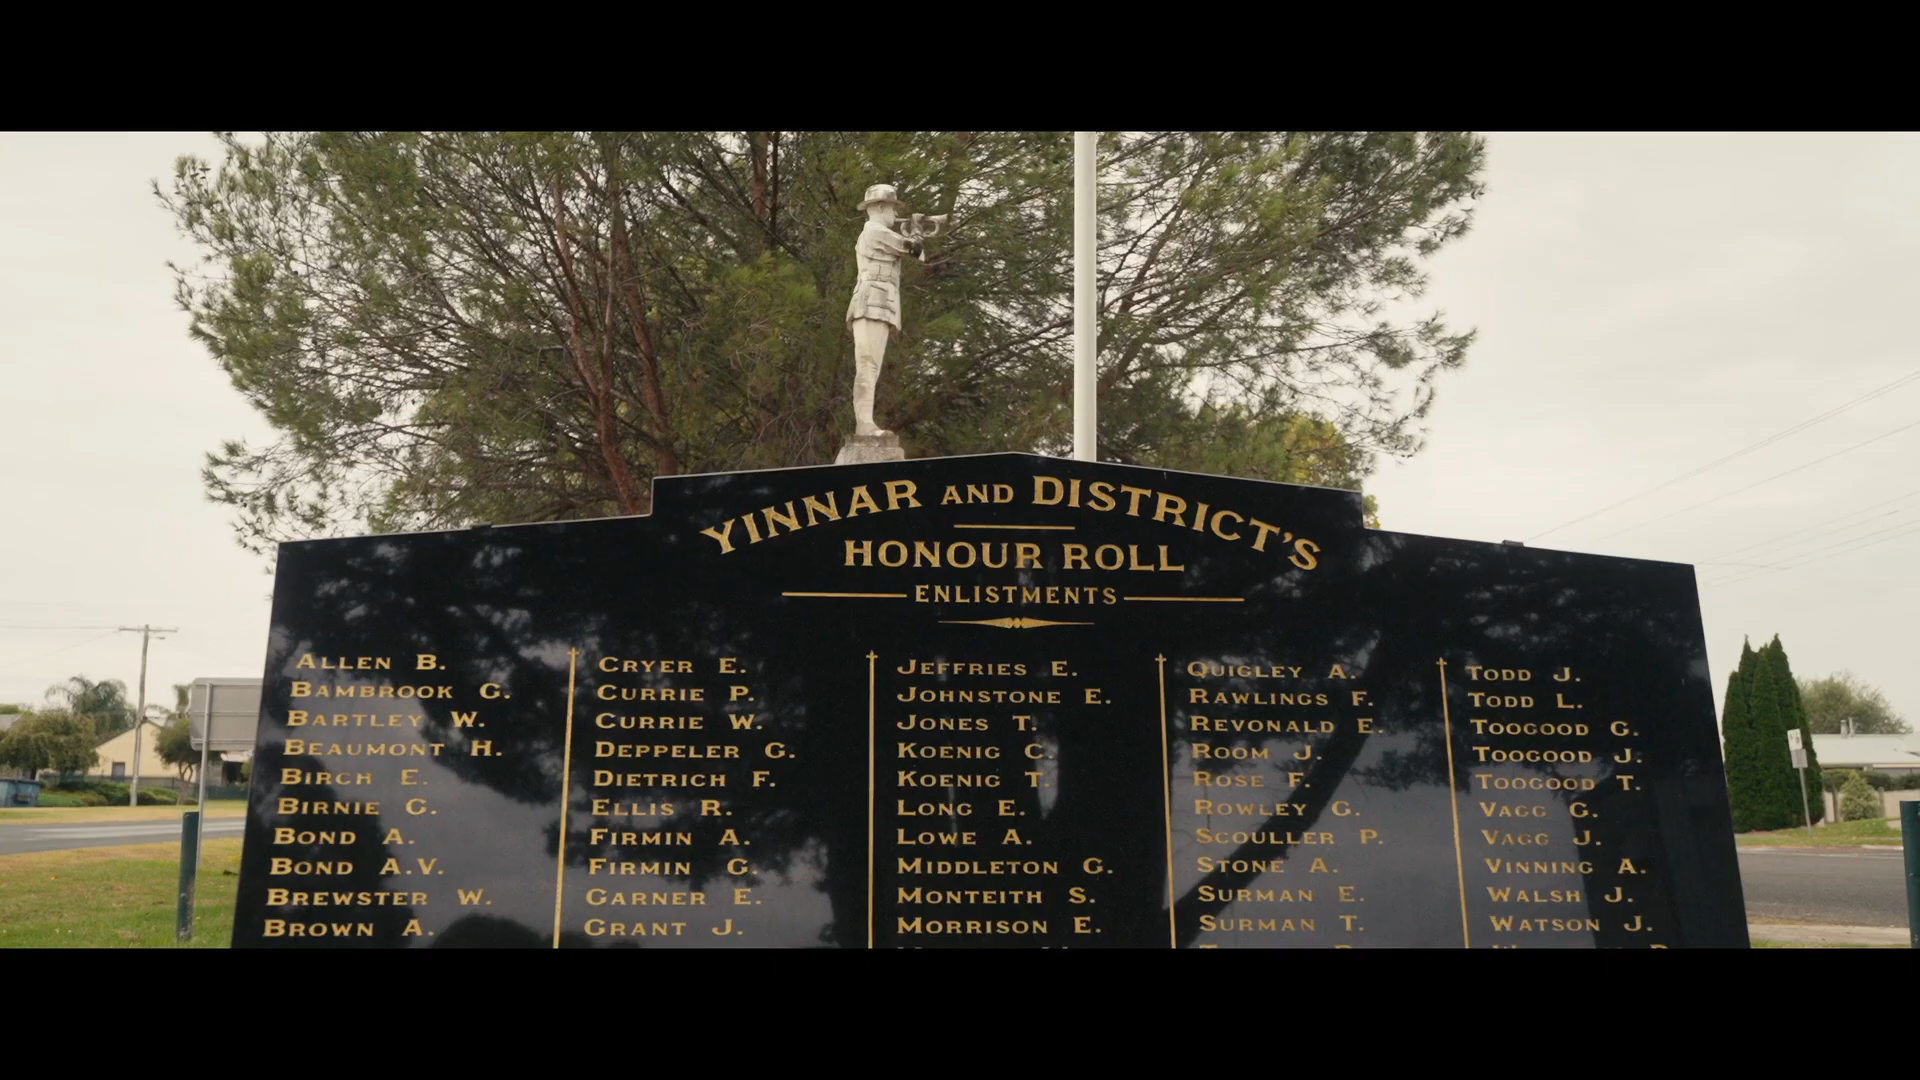 YINNAR AND DISTRICT'S
HONOUR ROLL
ENLISTMENTS
ALLEN B.
BAMBROOK G.
BARTLEY W.
BEAUMONT H.
BIRCH E.
BIRNIE G.
BOND A.
BOND A.V.
BREWSTER W.
BROWN A.
CRYER E.
CURRIE P.
CURRIE W.
DEPPELER G.
DIETRICH F.
ELLIS R.
FIRMIN A.
FIRMIN G.
GARNER E.
GRANT J.
JEFFRIES E.
JOHNSTONE E.
JONES T.
KOENIG C.
KOENIG T.
LONG E.
LOWE A.
MIDDLETON G.
MONTEITH S.
MORRISON E.
QUIGLEY A.
RAWLINGS F.
REVONALD E.
ROOM J.
ROSE F.
ROWLEY G.
SCOULLER P.
STONE A.
SURMAN E.
SURMAN T.
TODD J.
TODD L.
TOOGOOD G.
TOOGOOD J.
TOOGOOD T.
VAGG G.
VAGG J.
VINNING A.
WALSH J.
WATSON J.